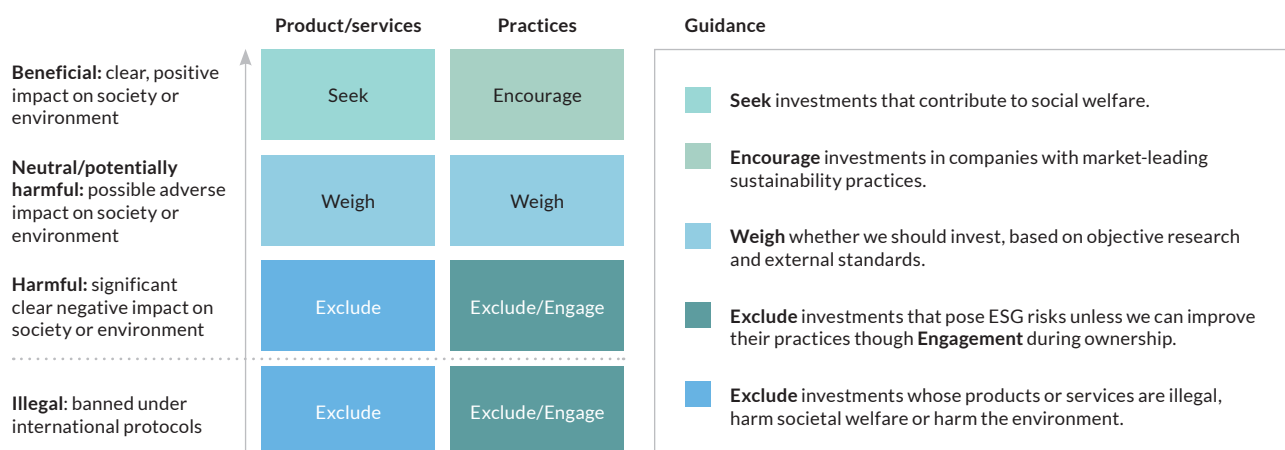 Product/services
Practices
Guidance
Beneficial: clear, positive
impact on society or
environment
Seek
Encourage
Neutral/potentially
harmful: possible adverse
impact on society or
environment
Weigh
Weigh
Harmful: significant
clear negative impact on
society or environment
Exclude
Exclude/Engage
Illegal: banned under
international protocols
Exclude
Exclude/Engage
Seek investments that contribute to social welfare.
Encourage investments in companies with market-leading
sustainability practices.
Weigh whether we should invest, based on objective research
and external standards.
Exclude investments that pose ESG risks unless we can improve
their practices though Engagement during ownership.
Exclude investments whose products or services are illegal,
harm societal welfare or harm the environment.